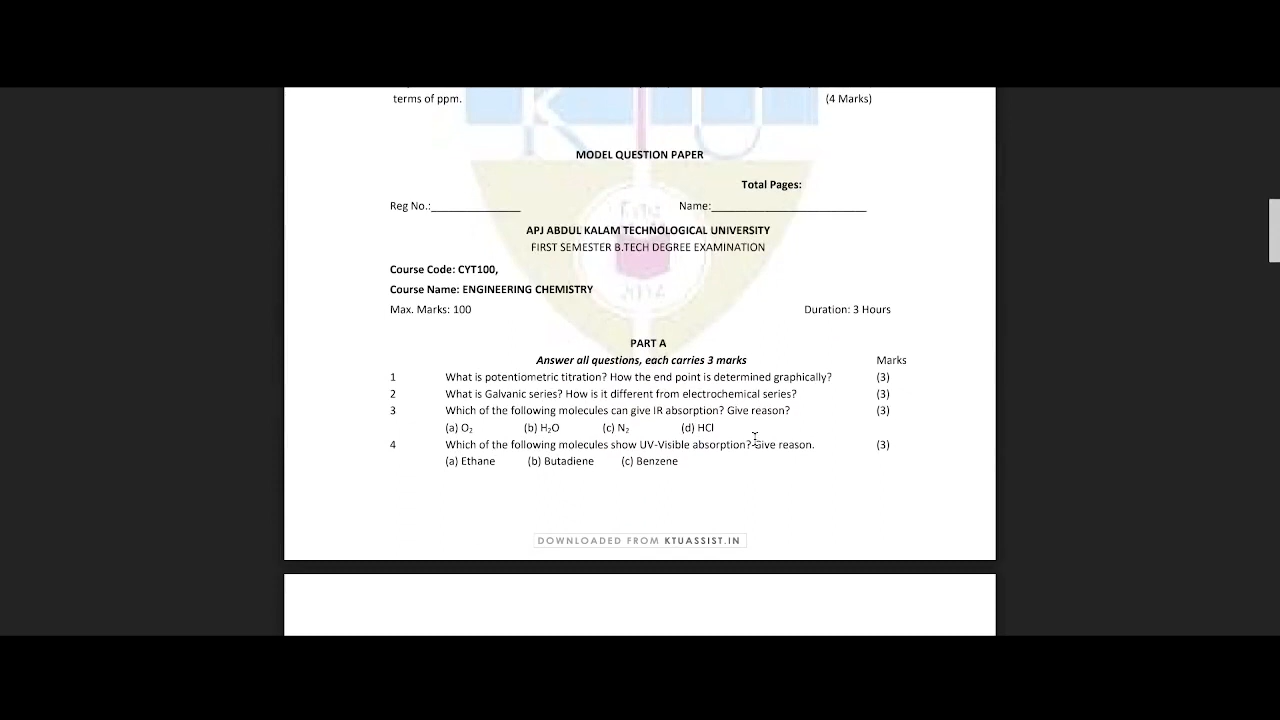 terms of ppm. (4 Marks)
KTU
MODEL QUESTION PAPER
Total Pages:
Reg No.:_______________ Name:__________________________
Estd.
APJ ABDUL KALAM TECHNOLOGICAL UNIVERSITY
FIRST SEMESTER B.TECH DEGREE EXAMINATION
2014
Course Code: CYT100,
Course Name: ENGINEERING CHEMISTRY
Max. Marks: 100 Duration: 3 Hours
PART A
Answer all questions, each carries 3 marks Marks
1 What is potentiometric titration? How the end point is determined graphically? (3)
2 What is Galvanic series? How is it different from electrochemical series? (3)
3 Which of the following molecules can give IR absorption? Give reason? (3)
(a) O₂ (b) H₂O (c) N₂ (d) HCl
4 Which of the following molecules show UV-Visible absorption? Give reason. (3)
(a) Ethane (b) Butadiene (c) Benzene
DOWNLOADED FROM KTUASSIST.IN